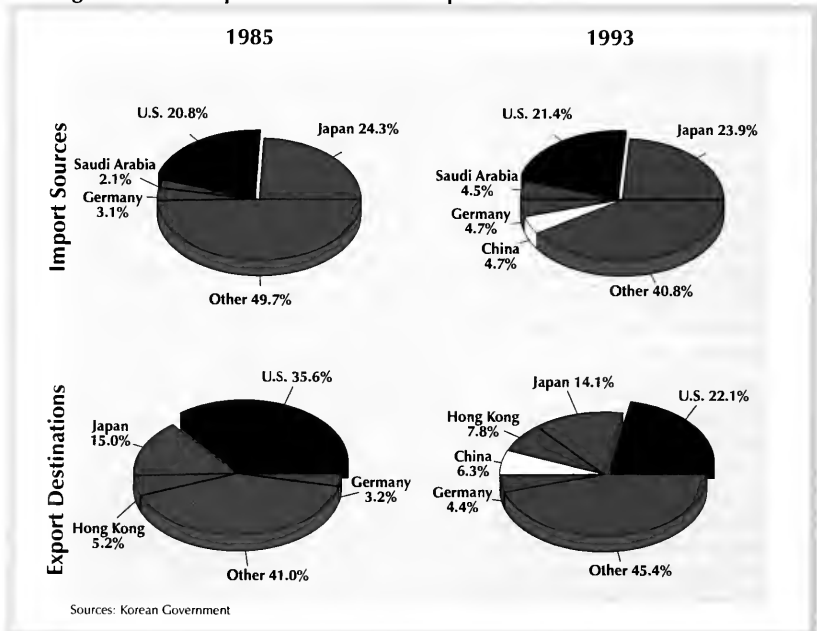 1985
1993
Import Sources
U.S. 20.8%
Japan 24.3%
Saudi Arabia
2.1%
Germany
3.1%
Other 49.7%
U.S. 21.4%
Japan 23.9%
Saudi Arabia
4.5%
Germany
4.7%
China
4.7%
Other 40.8%
Export Destinations
U.S. 35.6%
Japan
15.0%
Germany
3.2%
Hong Kong
5.2%
Other 41.0%
Japan 14.1%
U.S. 22.1%
Hong Kong
7.8%
China
6.3%
Germany
4.4%
Other 45.4%
Sources: Korean Government